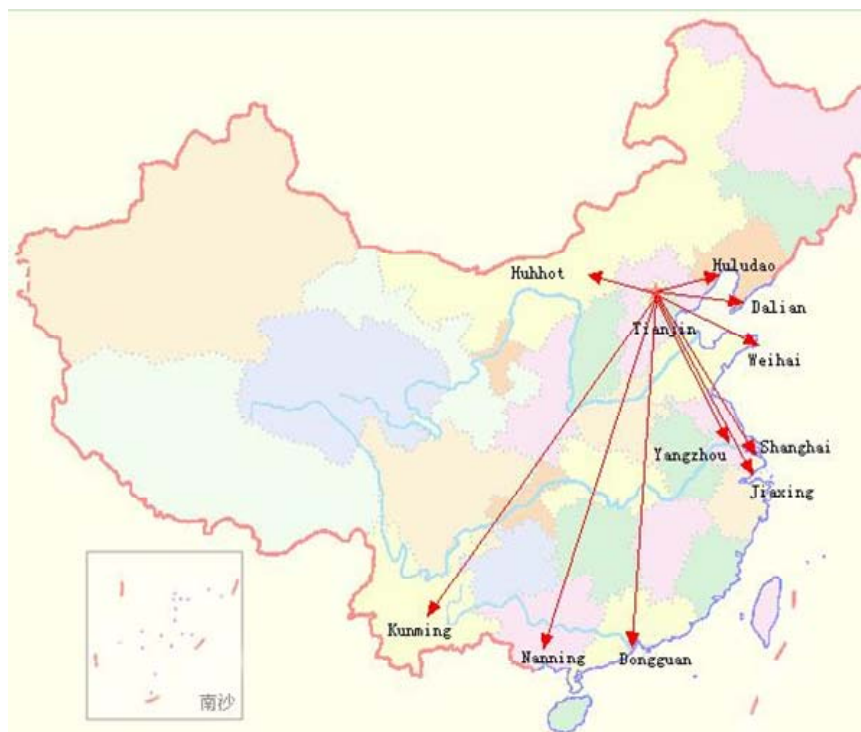 Huhhot
Huludao
Dalian
Tianjin
Weihai
Yangzhou
Shanghai
Jiaxing
Kunming
Nanning
Dongguan
南沙